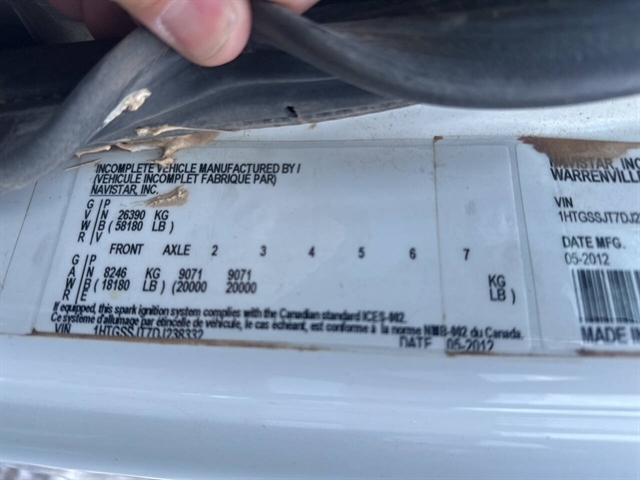 INCOMPLETE VEHICLE MANUFACTURED BY /
(VEHICULE INCOMPLET FABRIQUE PAR)
NAVISTAR, INC.
G P
V N 26390 KG
W B (58180 LB)
R V
FRONT AXLE 2 3 4 5 6 7
G P
A N 8246 KG 9071 9071 KG
W B (18180 LB) (20000 20000 LB)
R E
If equipped, this spark ignition system complies with the Canadian standard ICES-002.
Ce système d'allumage par étincelle de véhicule, le cas échéant, est conforme à la norme NMB-002 du Canada.
VIN 1HTGSSJT7DJ238332 DATE 05-2012
NAVISTAR, INC
WARRENVILLE
VIN
1HTGSSJT7DJ2
DATE MFG.
05-2012
MADE IN